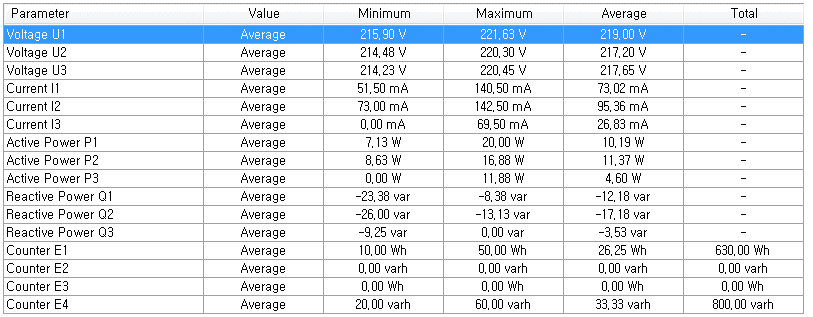 Parameter Value Minimum Maximum Average Total
Voltage U1 Average 215,90 V 221,63 V 219,00 V -
Voltage U2 Average 214,48 V 220,30 V 217,20 V -
Voltage U3 Average 214,23 V 220,45 V 217,65 V -
Current I1 Average 51,50 mA 140,50 mA 73,02 mA -
Current I2 Average 73,00 mA 142,50 mA 95,36 mA -
Current I3 Average 0,00 mA 69,50 mA 26,83 mA -
Active Power P1 Average 7,13 W 20,00 W 10,19 W -
Active Power P2 Average 8,63 W 16,88 W 11,37 W -
Active Power P3 Average 0,00 W 11,88 W 4,60 W -
Reactive Power Q1 Average -23,38 var -8,38 var -12,18 var -
Reactive Power Q2 Average -26,00 var -13,13 var -17,18 var -
Reactive Power Q3 Average -9,25 var 0,00 var -3,53 var -
Counter E1 Average 10,00 Wh 50,00 Wh 26,25 Wh 630,00 Wh
Counter E2 Average 0,00 varh 0,00 varh 0,00 varh 0,00 varh
Counter E3 Average 0,00 Wh 0,00 Wh 0,00 Wh 0,00 Wh
Counter E4 Average 20,00 varh 60,00 varh 33,33 varh 800,00 varh